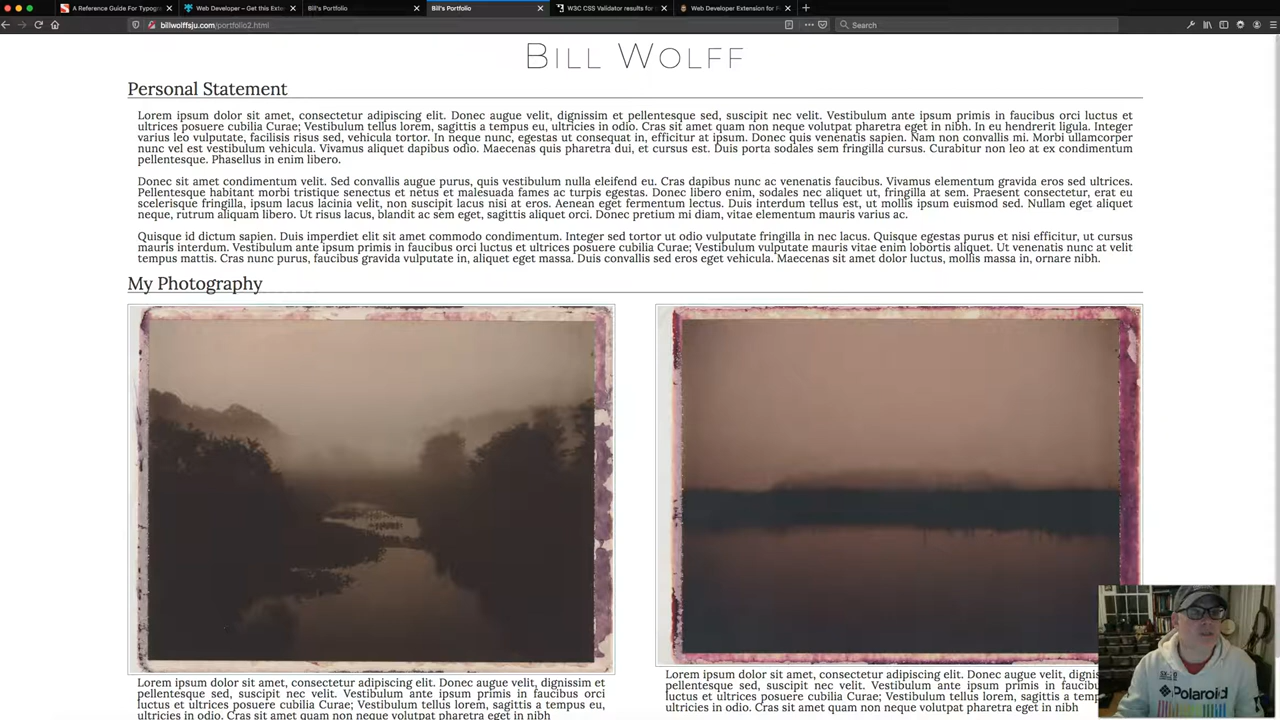 A Reference Guide For Typogra
Web Developer – Get this Exten
Bill's Portfolio
Bill's Portfolio
W3C CSS Validator results for
Web Developer Extension for F
billwolffsju.com/portfolio2.html
Search
BILL WOLFF
Personal Statement
Lorem ipsum dolor sit amet, consectetur adipiscing elit. Donec augue velit, dignissim et pellentesque sed, suscipit nec velit. Vestibulum ante ipsum primis in faucibus orci luctus et
ultrices posuere cubilia Curae; Vestibulum tellus lorem, sagittis a tempus eu, ultricies in odio. Cras sit amet quam non neque volutpat pharetra eget in nibh. In eu hendrerit ligula. Integer
varius leo vulputate, facilisis risus sed, vehicula tortor. In neque nunc, egestas ut consequat in, efficitur at ipsum. Donec quis venenatis sapien. Nam non convallis mi. Morbi ullamcorper
nunc vel est vestibulum vehicula. Vivamus aliquet dapibus odio. Maecenas quis pharetra dui, et cursus est. Duis porta sodales sem fringilla cursus. Curabitur non leo at ex condimentum
pellentesque. Phasellus in enim libero.
Donec sit amet condimentum velit. Sed convallis augue purus, quis vestibulum nulla eleifend eu. Cras dapibus nunc ac venenatis faucibus. Vivamus elementum gravida eros sed ultrices.
Pellentesque habitant morbi tristique senectus et netus et malesuada fames ac turpis egestas. Donec libero enim, sodales nec aliquet ut, fringilla at sem. Praesent consectetur, erat eu
scelerisque fringilla, ipsum lacus lacinia velit, non suscipit lacus nisi at eros. Aenean eget fermentum lectus. Duis interdum tellus est, ut mollis ipsum euismod sed. Nullam eget
neque, rutrum aliquam libero. Ut risus lacus, blandit ac sem eget, sagittis aliquet orci. Donec pretium mi diam, vitae elementum mauris varius ac.
Quisque id dictum sapien. Duis imperdiet elit sit amet commodo condimentum. Integer sed tortor ut odio vulputate fringilla in nec lacus. Quisque egestas purus et nisi efficitur, ut cursus
mauris interdum. Vestibulum ante ipsum primis in faucibus orci luctus et ultrices posuere cubilia Curae; Vestibulum vulputate mauris vitae enim lobortis aliquet. Ut venenatis nunc at velit
tempus mattis. Cras nunc purus, faucibus gravida vulputate in, aliquet eget massa. Duis convallis sed eros eget vehicula. Maecenas sit amet dolor luctus, mollis massa in, ornare nibh.
My Photography
Lorem ipsum dolor sit amet, consectetur adipiscing elit. Donec augue velit, dignissim et
pellentesque sed, suscipit nec velit. Vestibulum ante ipsum primis in faucibus orci
luctus et ultrices posuere cubilia Curae; Vestibulum tellus lorem, sagittis a tempus eu,
ultricies in odio. Cras sit amet quam non neque volutpat pharetra eget in nibh
Lorem ipsum dolor sit amet, consectetur adipiscing elit. Donec augue velit,
pellentesque sed, suscipit nec velit. Vestibulum ante ipsum primis in fauc
luctus et ultrices posuere cubilia Curae; Vestibulum tellus lorem, sagittis a
ultricies in odio. Cras sit amet quam non neque volutpat pharetra eget in nibh
Polaroid